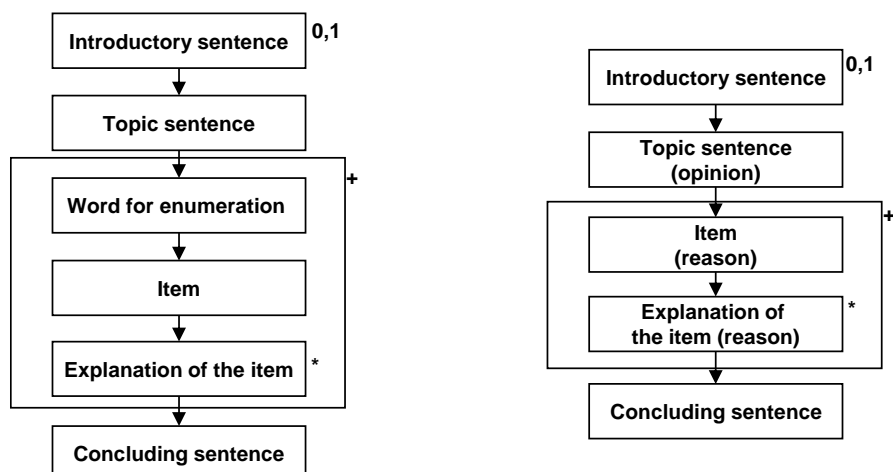 Introductory sentence 0,1
Topic sentence
+
Word for enumeration
Item
Explanation of the item *
Concluding sentence
Introductory sentence 0,1
Topic sentence
(opinion)
+
Item
(reason)
Explanation of *
the item (reason)
Concluding sentence